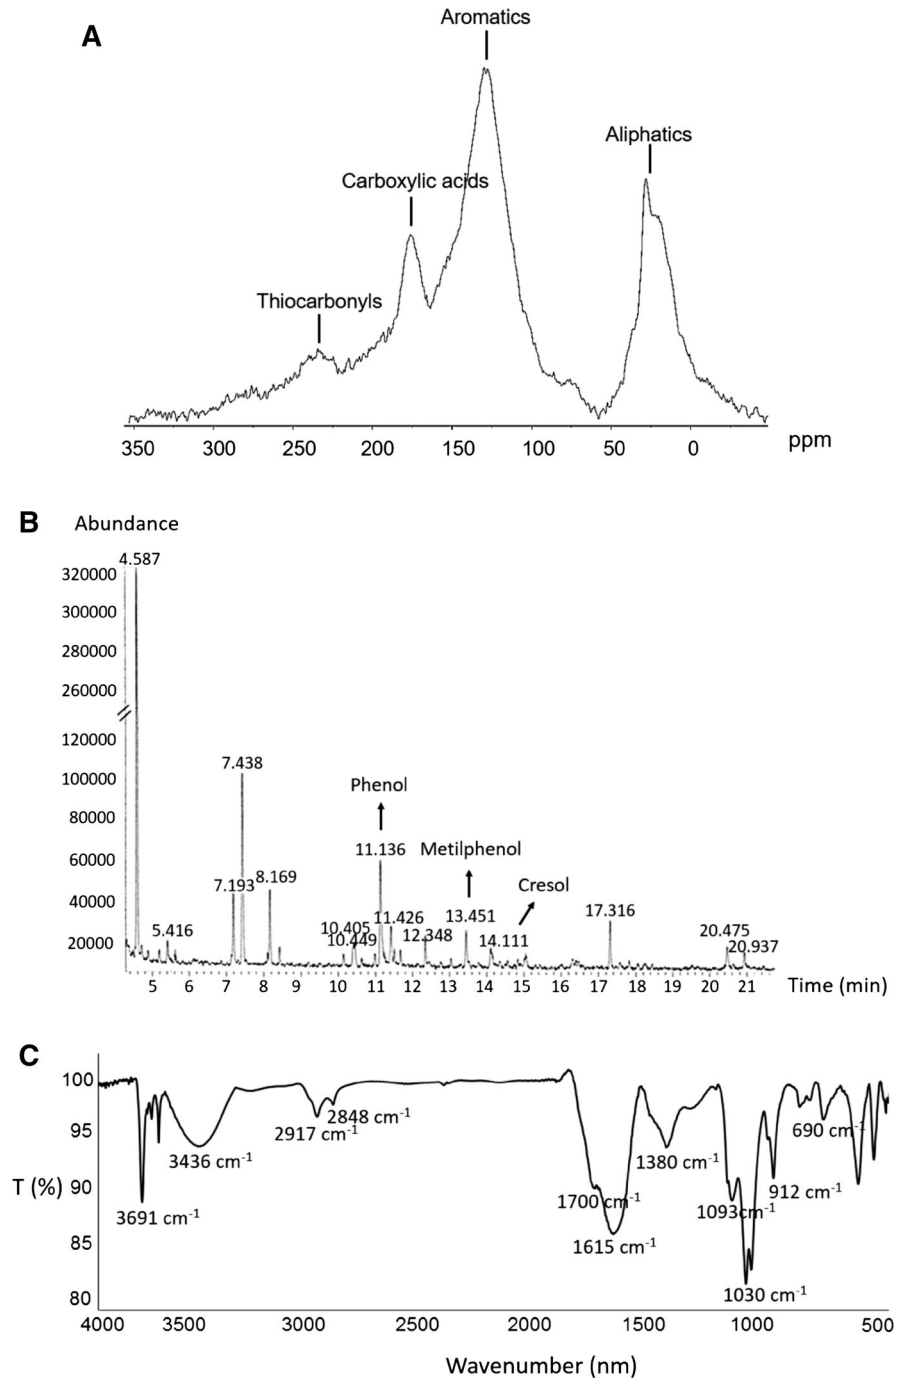 A
Aromatics
Aliphatics
Carboxylic acids
Thiocarbonyls
350 300 250 200 150 100 50 0 ppm
B
Abundance
4.587
320000
300000
280000
260000
120000
100000
80000
60000
40000
20000
7.438
Phenol
11.136
Metilphenol
7.193 8.169
Cresol
5.416
10.405
10.449
11.426
12.348
13.451
14.111
17.316
20.475
20.937
5 6 7 8 9 10 11 12 13 14 15 16 17 18 19 20 21 Time (min)
C
100
95
90
85
80
T (%)
3691 cm-1
3436 cm-1
2917 cm-1
2848 cm-1
1700 cm-1
1615 cm-1
1380 cm-1
1093cm-1
1030 cm-1
912 cm-1
690 cm-1
4000 3500 3000 2500 2000 1500 1000 500
Wavenumber (nm)